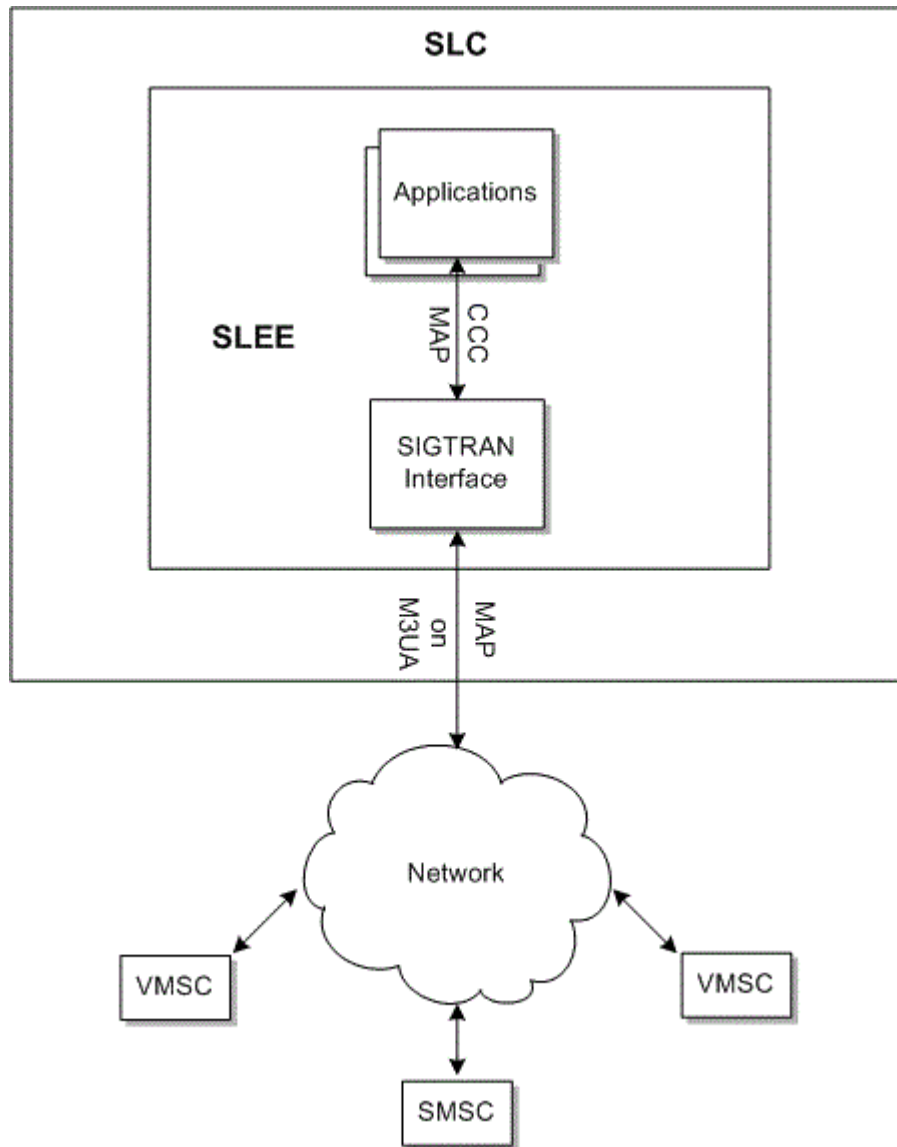 SLC
Applications
CCC
MAP
SLEE
SIGTRAN
Interface
MAP
on
M3UA
Network
VMSC
VMSC
SMSC